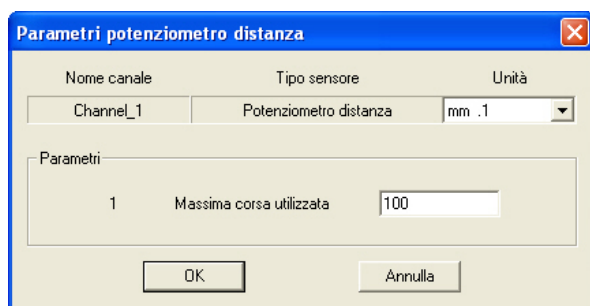 Parametri potenziometro distanza
Nome canale Tipo sensore Unità
Channel_1 Potenziometro distanza mm .1
Parametri
1 Massima corsa utilizzata 100
OK Annulla